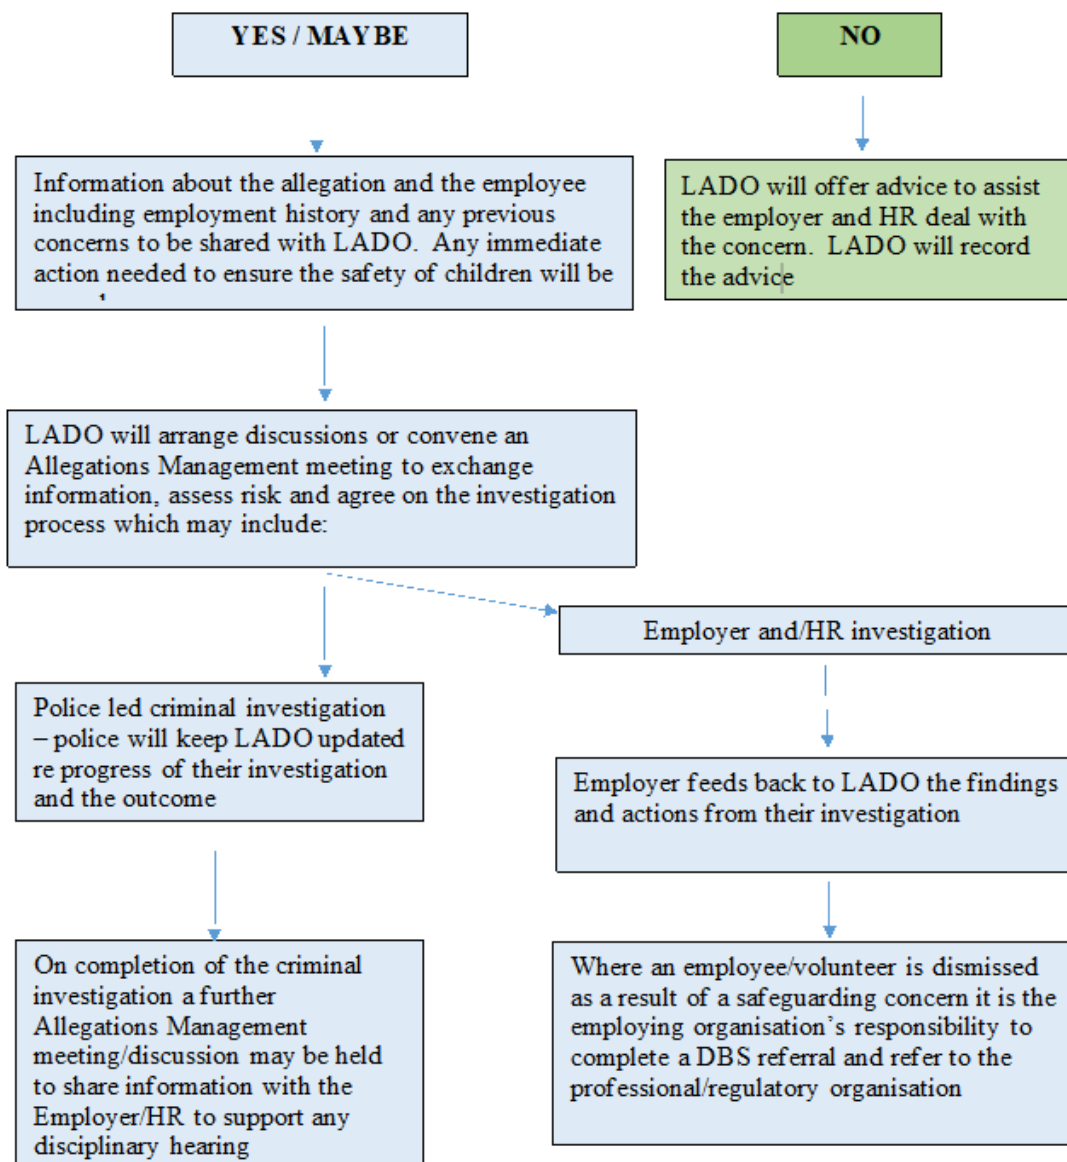 YES / MAYBE
NO
Information about the allegation and the employee
including employment history and any previous
concerns to be shared with LADO.  Any immediate
action needed to ensure the safety of children will be
LADO will offer advice to assist
the employer and HR deal with
the concern.  LADO will record
the advice
LADO will arrange discussions or convene an
Allegations Management meeting to exchange
information, assess risk and agree on the investigation
process which may include:
Employer and/HR investigation
Police led criminal investigation
– police will keep LADO updated
re progress of their investigation
and the outcome
Employer feeds back to LADO the findings
and actions from their investigation
On completion of the criminal
investigation a further
Allegations Management
meeting/discussion may be held
to share information with the
Employer/HR to support any
disciplinary hearing
Where an employee/volunteer is dismissed
as a result of a safeguarding concern it is the
employing organisation’s responsibility to
complete a DBS referral and refer to the
professional/regulatory organisation